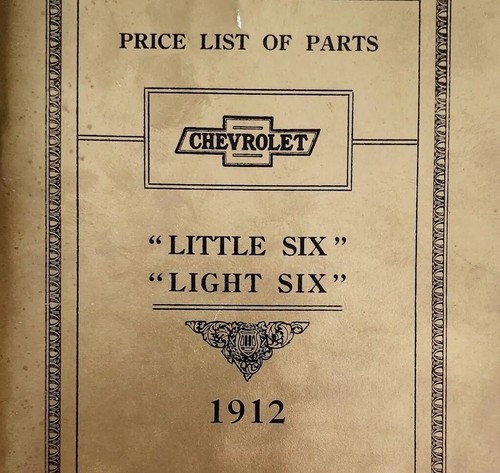 PRICE LIST OF PARTS
CHEVROLET
"LITTLE SIX"
"LIGHT SIX"
1912